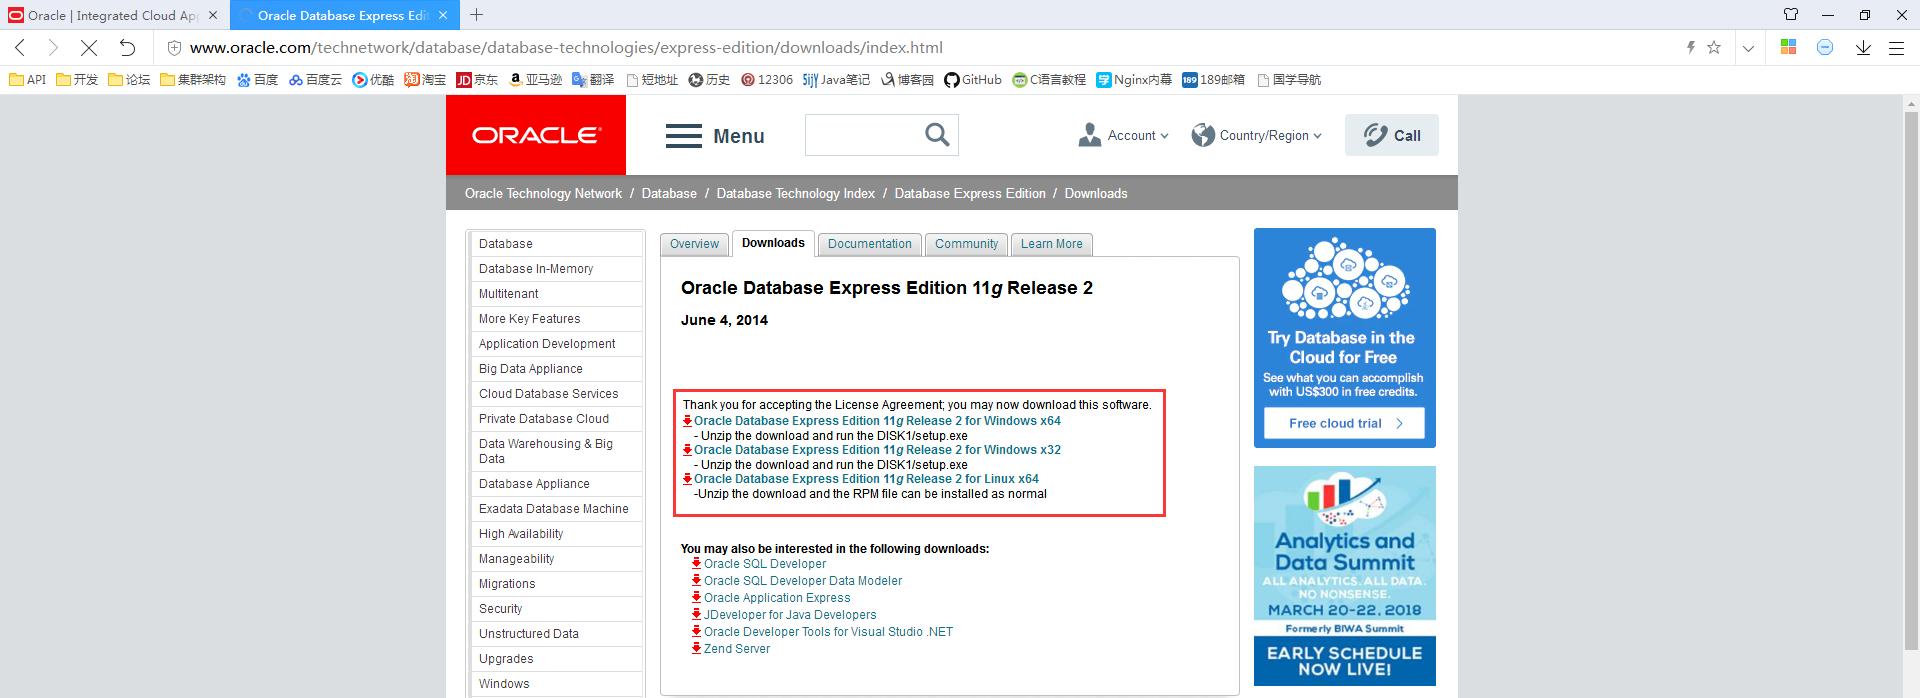 Oracle | Integrated Cloud Ap
Oracle Database Express Edit
www.oracle.com/technetwork/database/database-technologies/express-edition/downloads/index.html
API 开发 论坛 集群架构 百度 百度云 优酷 淘宝 JD 京东 亚马逊 翻译 短地址 历史 12306 Java笔记 博客园 GitHub C语言教程 Nginx内幕 189 189邮箱 国学导航
ORACLE
Menu
Account
Country/Region
Call
Oracle Technology Network / Database / Database Technology Index / Database Express Edition / Downloads
Database
Database In-Memory
Multitenant
More Key Features
Application Development
Big Data Appliance
Cloud Database Services
Private Database Cloud
Data Warehousing & Big
Data
Database Appliance
Exadata Database Machine
High Availability
Manageability
Migrations
Security
Unstructured Data
Upgrades
Windows
Overview Downloads Documentation Community Learn More
Oracle Database Express Edition 11g Release 2
June 4, 2014
Thank you for accepting the License Agreement; you may now download this software.
Oracle Database Express Edition 11g Release 2 for Windows x64
- Unzip the download and run the DISK1/setup.exe
Oracle Database Express Edition 11g Release 2 for Windows x32
- Unzip the download and run the DISK1/setup.exe
Oracle Database Express Edition 11g Release 2 for Linux x64
-Unzip the download and the RPM file can be installed as normal
You may also be interested in the following downloads:
Oracle SQL Developer
Oracle SQL Developer Data Modeler
Oracle Application Express
JDeveloper for Java Developers
Oracle Developer Tools for Visual Studio .NET
Zend Server
Try Database in the
Cloud for Free
See what you can accomplish
with US$300 in free credits.
Free cloud trial
Analytics and
Data Summit
ALL ANALYTICS. ALL DATA.
NO NONSENSE.
MARCH 20-22, 2018
Formerly BIWA Summit
EARLY SCHEDULE
NOW LIVE!